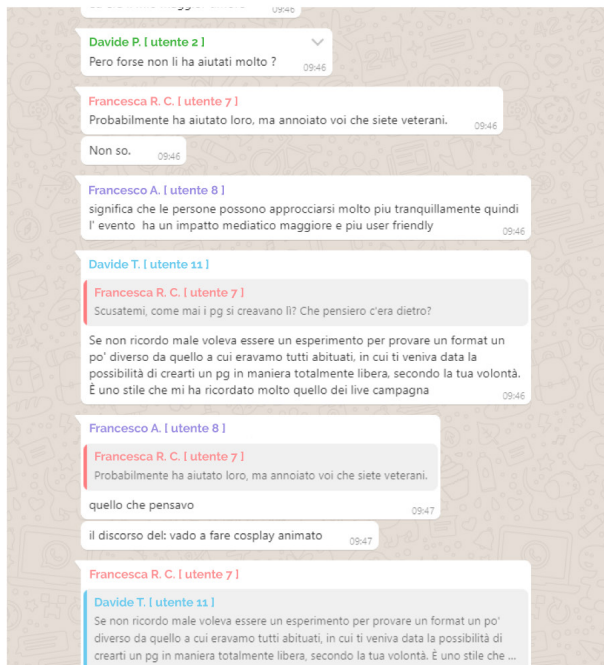 09:46
Davide P. [ utente 2 ]
Pero forse non li ha aiutati molto ?
09:46
Francesca R. C. [ utente 7 ]
Probabilmente ha aiutato loro, ma annoiato voi che siete veterani.
09:46
Non so.
09:46
Francesco A. [ utente 8 ]
significa che le persone possono approcciarsi molto piu tranquillamente quindi
l' evento ha un impatto mediatico maggiore e piu user friendly
09:46
Davide T. [ utente 11 ]
Francesca R. C. [ utente 7 ]
Scusatemi, come mai i pg si creavano lì? Che pensiero c'era dietro?
Se non ricordo male voleva essere un esperimento per provare un format un
po' diverso da quello a cui eravamo tutti abituati, in cui ti veniva data la
possibilità di crearti un pg in maniera totalmente libera, secondo la tua volontà.
È uno stile che mi ha ricordato molto quello dei live campagna
09:46
Francesco A. [ utente 8 ]
Francesca R. C. [ utente 7 ]
Probabilmente ha aiutato loro, ma annoiato voi che siete veterani.
quello che pensavo
09:47
il discorso del: vado a fare cosplay animato
09:47
Francesca R. C. [ utente 7 ]
Davide T. [ utente 11 ]
Se non ricordo male voleva essere un esperimento per provare un format un po'
diverso da quello a cui eravamo tutti abituati, in cui ti veniva data la possibilità di
crearti un pg in maniera totalmente libera, secondo la tua volontà. È uno stile che ...